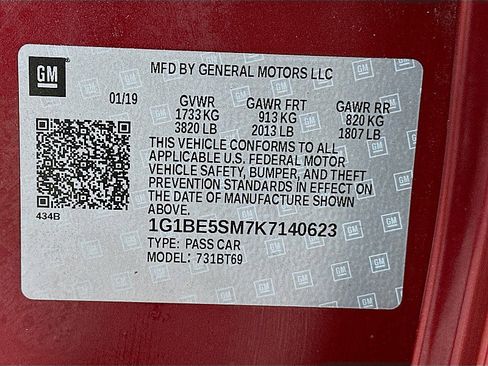 GM
MFD BY GENERAL MOTORS LLC
01/19 GVWR GAWR FRT GAWR RR
1733 KG 913 KG 820 KG
3820 LB 2013 LB 1807 LB
THIS VEHICLE CONFORMS TO ALL
APPLICABLE U.S. FEDERAL MOTOR
VEHICLE SAFETY, BUMPER, AND THEFT
PREVENTION STANDARDS IN EFFECT ON
THE DATE OF MANUFACTURE SHOWN
ABOVE.
434B
1G1BE5SM7K7140623
TYPE: PASS CAR
MODEL: 731BT69